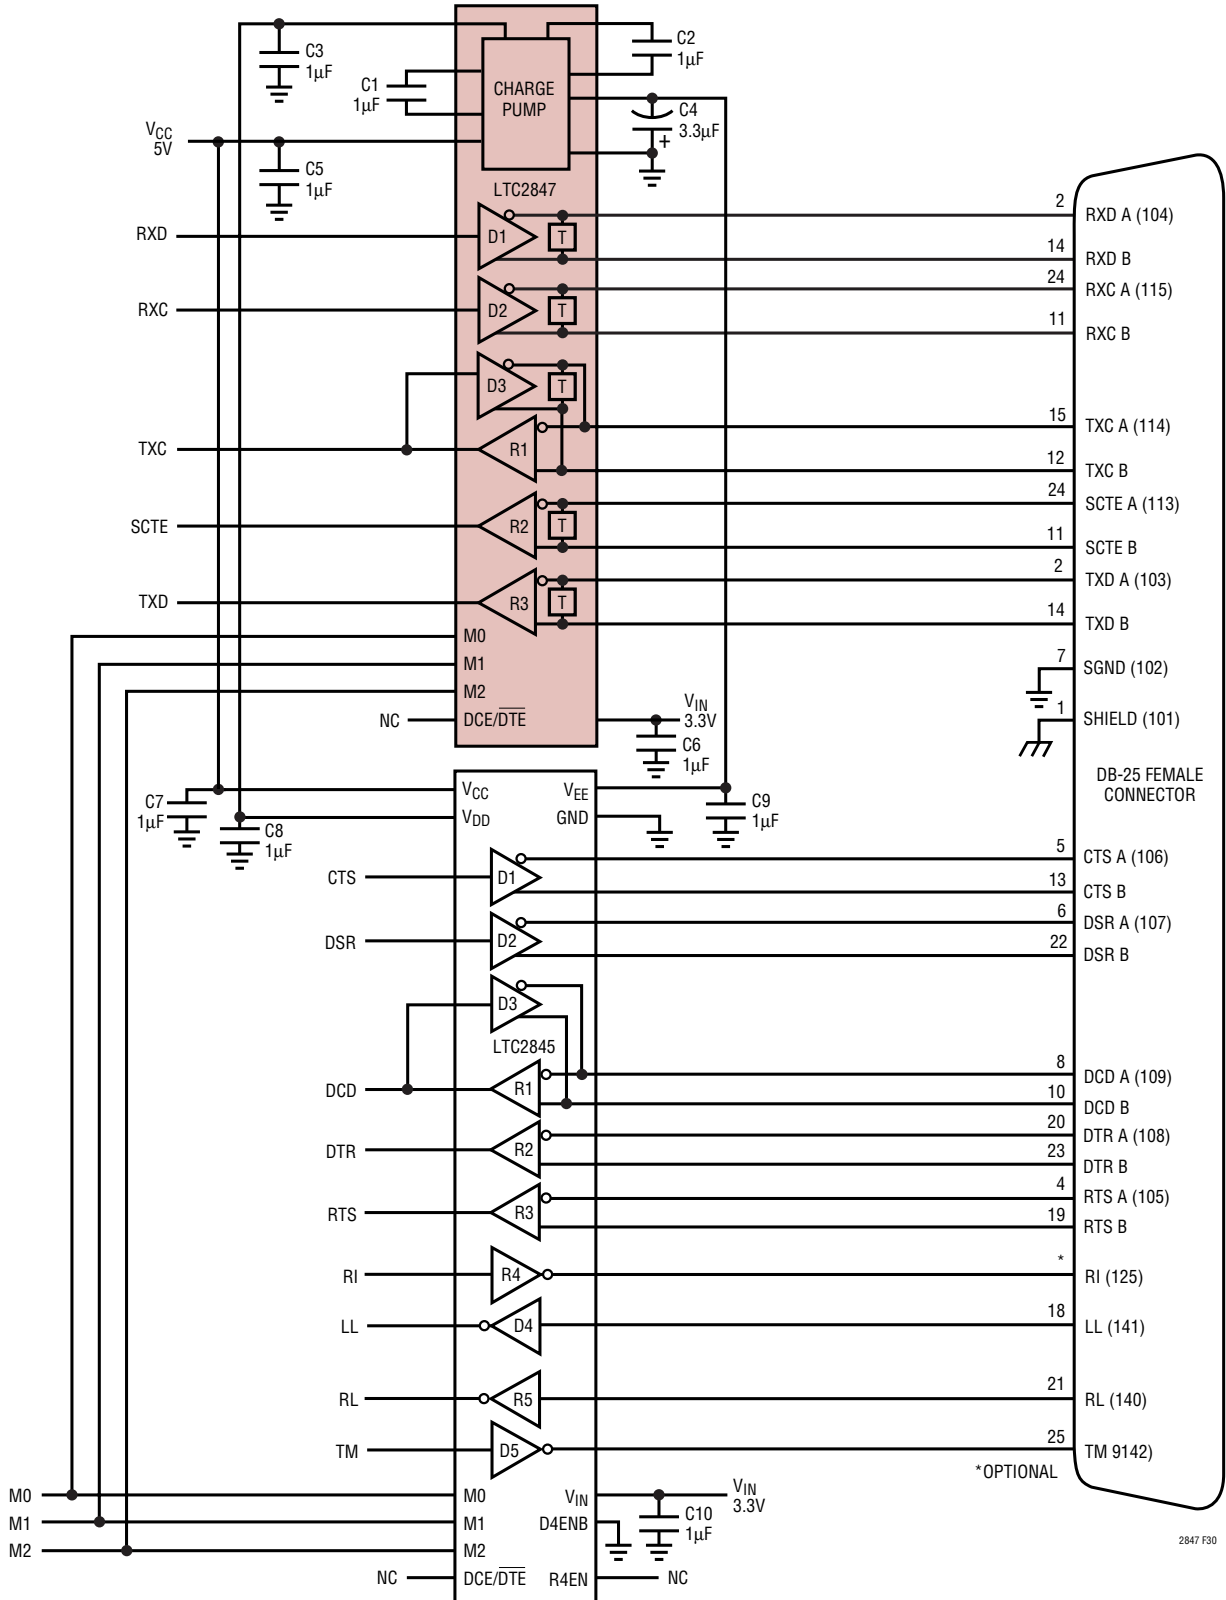 C3
1µF
C2
1µF
C1
1µF
CHARGE
PUMP
C4
3.3µF
+
VCC
5V
C5
1µF
LTC2847
RXD
D1
T
2
RXD A (104)
14
RXD B
RXC
D2
T
24
RXC A (115)
11
RXC B
D3
T
TXC
R1
15
TXC A (114)
12
TXC B
SCTE
R2
T
24
SCTE A (113)
11
SCTE B
TXD
R3
T
2
TXD A (103)
14
TXD B
M0
M1
M2
NC
DCE/DTE
VIN
3.3V
C6
1µF
7
SGND (102)
1
SHIELD (101)
DB-25 FEMALE
CONNECTOR
C7
1µF
C8
1µF
VCC
VDD
VEE
GND
C9
1µF
CTS
D1
5
CTS A (106)
13
CTS B
DSR
D2
6
DSR A (107)
22
DSR B
D3
LTC2845
DCD
R1
8
DCD A (109)
10
DCD B
DTR
R2
20
DTR A (108)
23
DTR B
RTS
R3
4
RTS A (105)
19
RTS B
RI
R4
*
RI (125)
LL
D4
18
LL (141)
RL
R5
21
RL (140)
TM
D5
25
TM 9142)
*OPTIONAL
M0
M1
M2
M0
M1
M2
NC
DCE/DTE
VIN
D4ENB
R4EN
VIN
3.3V
C10
1µF
NC
2847 F30